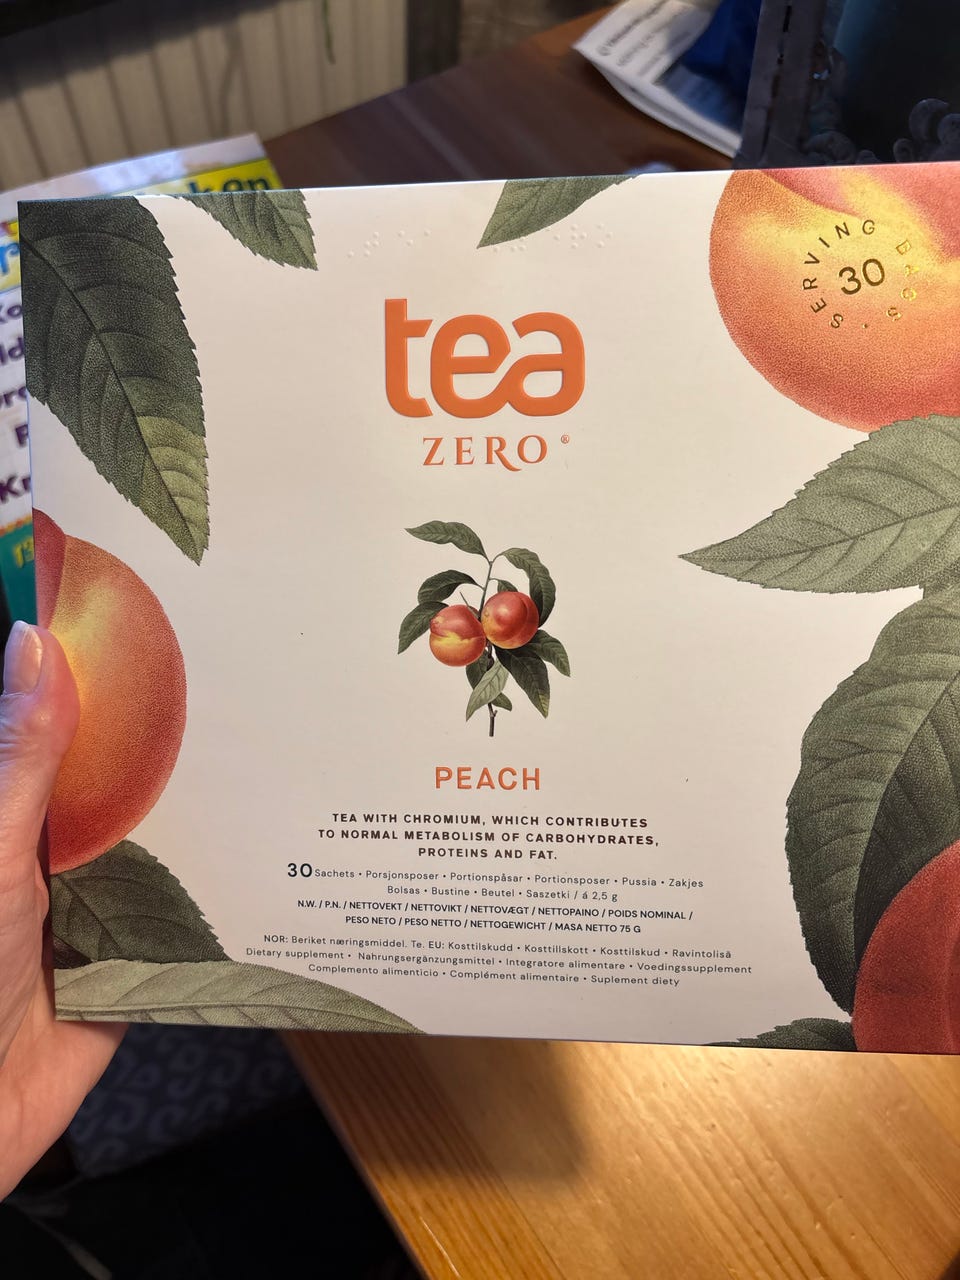 SERVING BAGS
30
tea
ZERO®
PEACH
TEA WITH CHROMIUM, WHICH CONTRIBUTES
TO NORMAL METABOLISM OF CARBOHYDRATES,
PROTEINS AND FAT.
30 Sachets • Porsjonsposer • Portionspåsar • Portionsposer • Pussia • Zakjes
Bolsas • Bustine • Beutel • Saszetki / á 2,5 g
N.W. / P.N. / NETTOVEKT / NETTOVIKT / NETTOVÆGT / NETTOPAINO / POIDS NOMINAL /
PESO NETO / PESO NETTO / NETTOGEWICHT / MASA NETTO 75 G
NOR: Beriket næringsmiddel. Te. EU: Kosttilskudd • Kosttillskott • Kosttilskud • Ravintolisä
Dietary supplement • Nahrungsergänzungsmittel • Integratore alimentare • Voedingssupplement
Complemento alimenticio • Complément alimentaire • Suplement diety